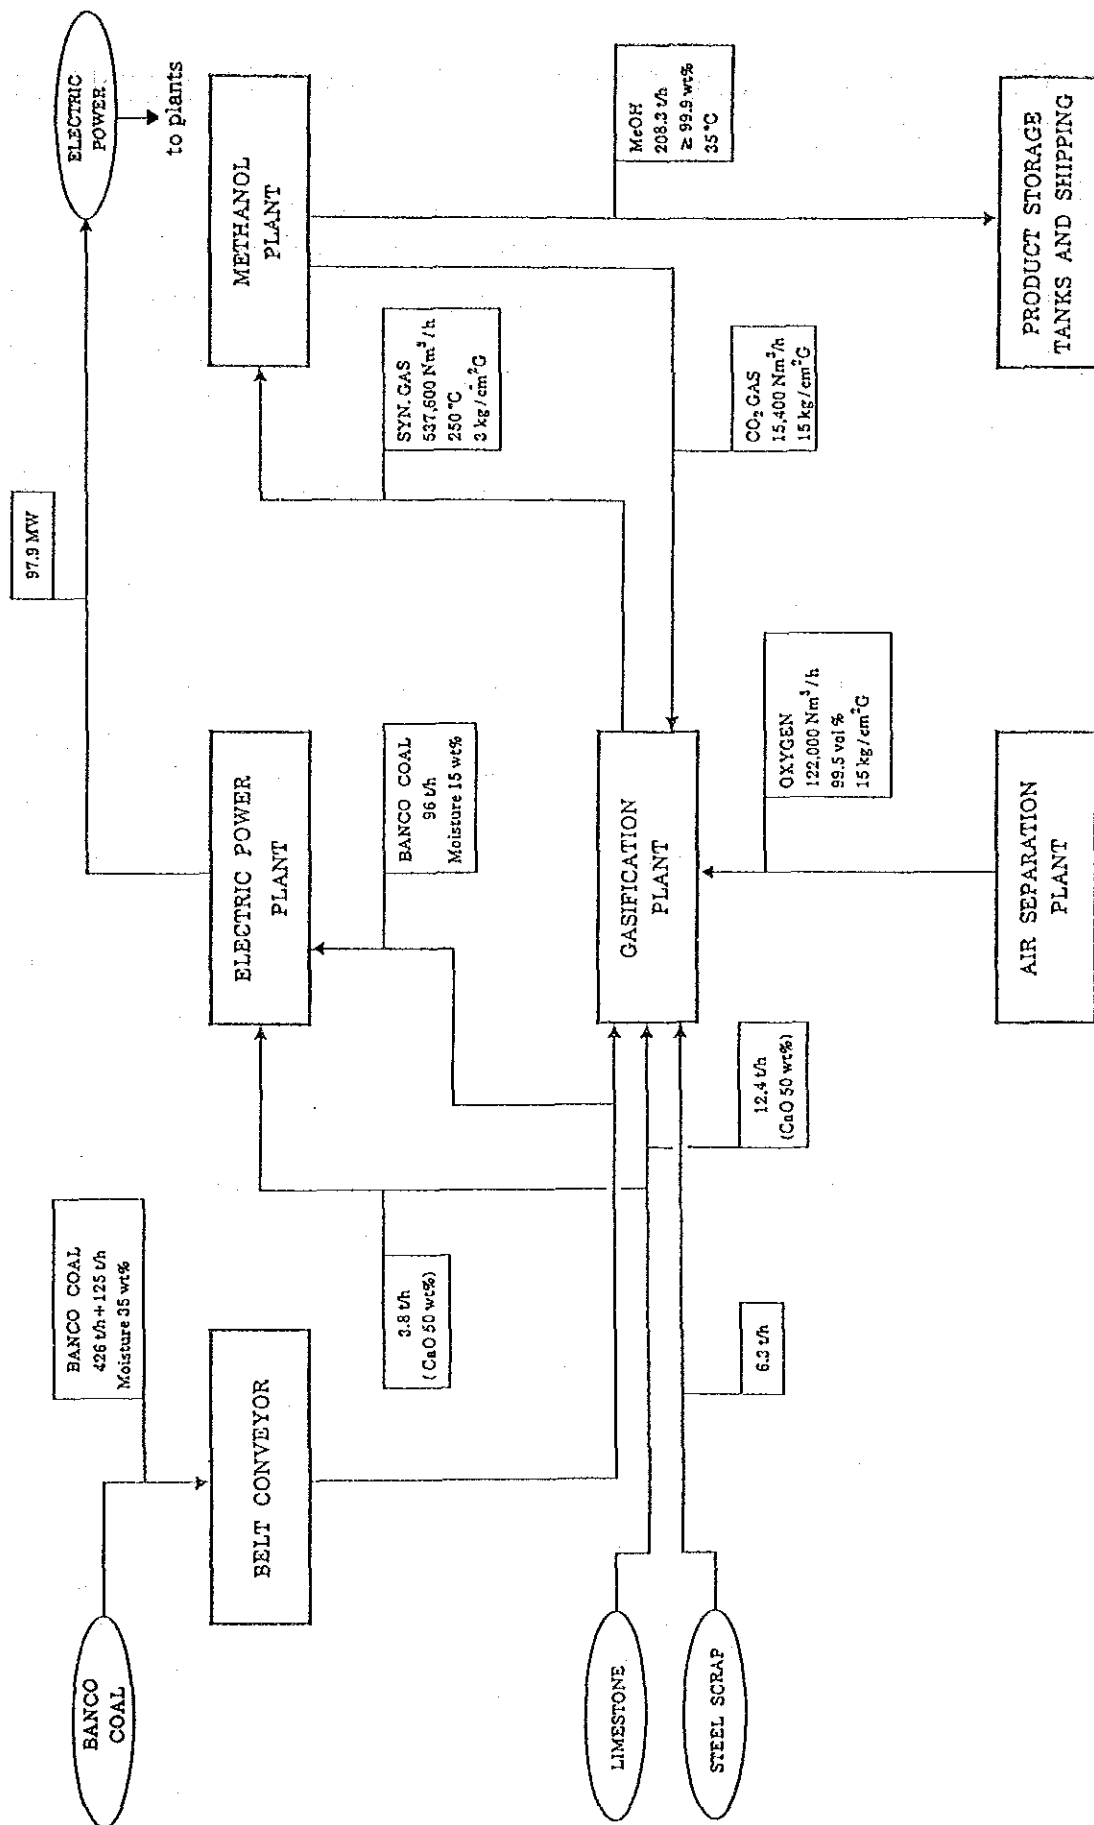 BANCO
COAL
BANCO COAL
426 t/h + 125 t/h
Moisture 35 wt%
BELT CONVEYOR
LIMESTONE
STEEL SCRAP
3.8 t/h
(CaO 50 wt%)
6.3 t/h
12.4 t/h
(CaO 50 wt%)
BANCO COAL
96 t/h
Moisture 15 wt%
ELECTRIC POWER
PLANT
97.9 MW
ELECTRIC
POWER
to plants
GASIFICATION
PLANT
OXYGEN
122,000 Nm³/h
99.5 vol %
15 kg/cm²G
AIR SEPARATION
PLANT
SYN. GAS
537,600 Nm³/h
250 °C
3 kg/cm²G
CO₂ GAS
15,400 Nm³/h
15 kg/cm²G
METHANOL
PLANT
MeOH
208.3 t/h
≥ 99.9 wt%
35 °C
PRODUCT STORAGE
TANKS AND SHIPPING